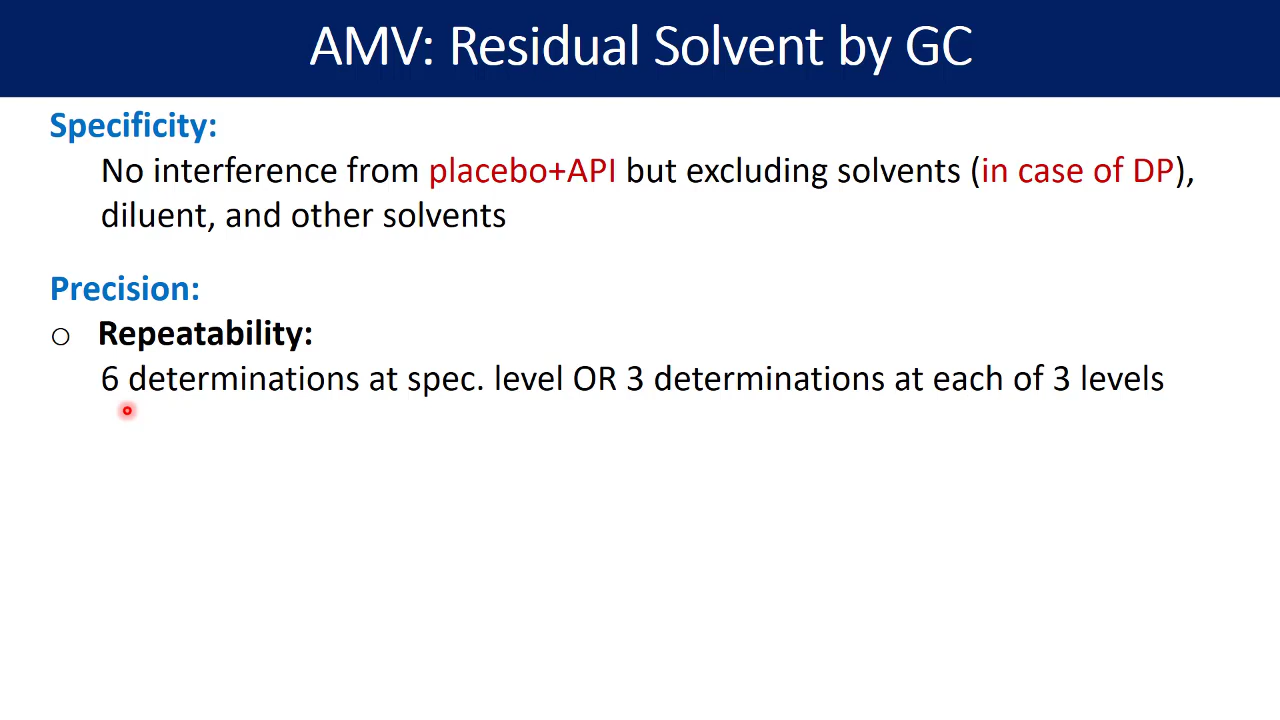 AMV: Residual Solvent by GC
Specificity:
No interference from placebo+API but excluding solvents (in case of DP),
diluent, and other solvents
Precision:
o Repeatability:
6 determinations at spec. level OR 3 determinations at each of 3 levels